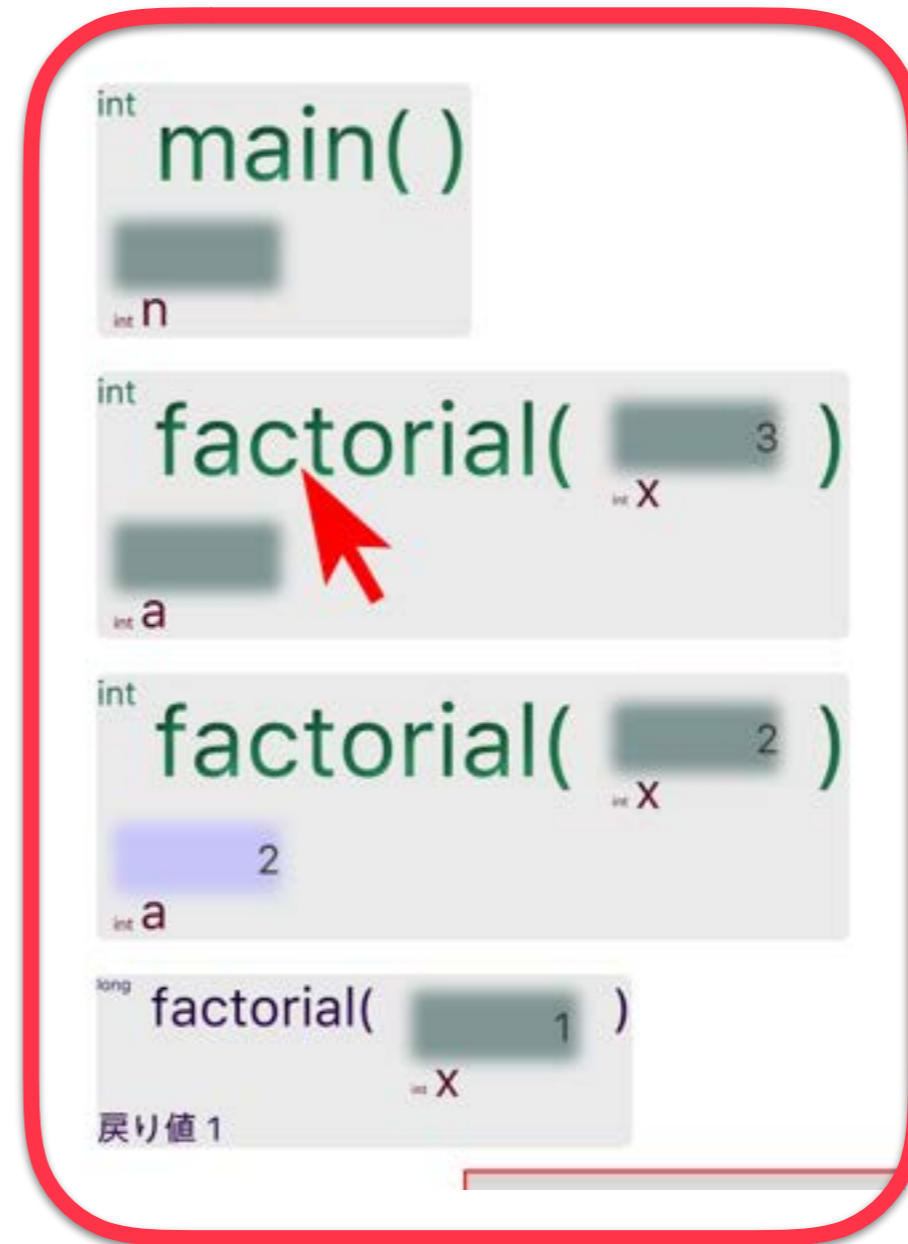 int
main( )
int n
int
factorial( 3 )
int x
int a
int
factorial( 2 )
int x
2
int a
long
factorial( 1 )
int x
戻り値 1